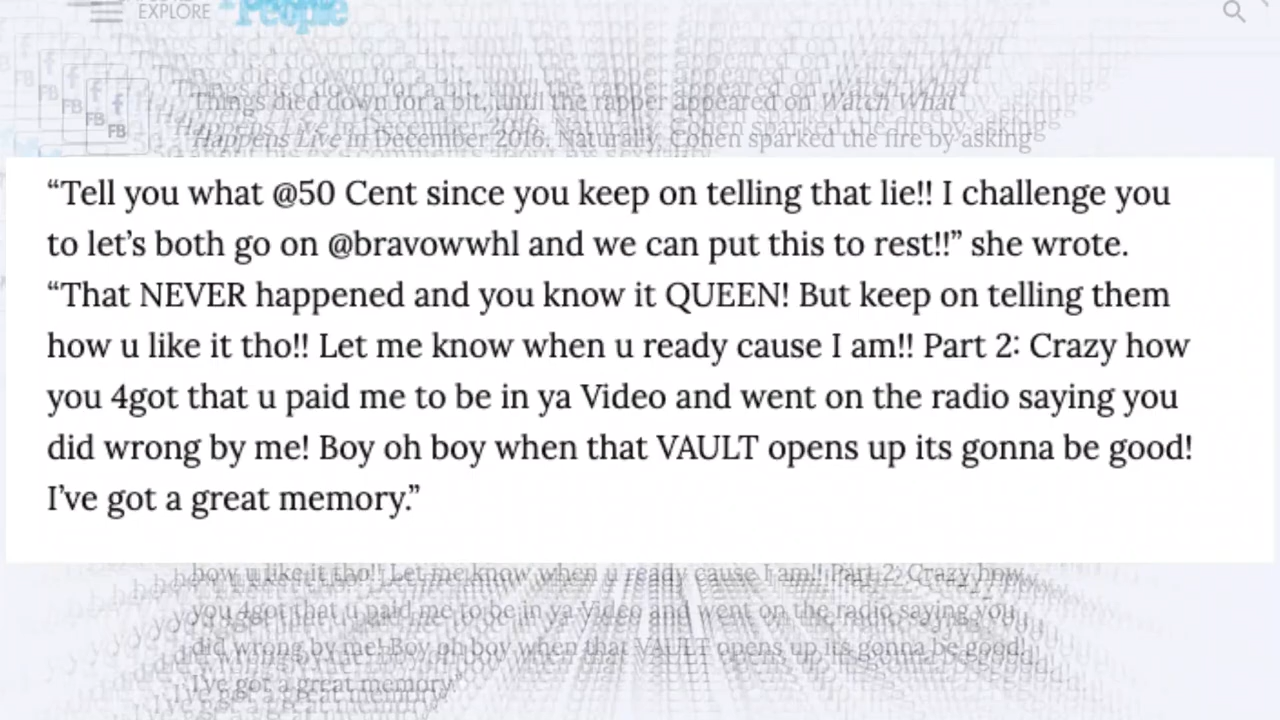 EXPLORE
People
FB
FB
FB
FB
Things died down for a bit, until the rapper appeared on Watch What
Happens Live in December 2016. Naturally, Cohen sparked the fire by asking
“Tell you what @50 Cent since you keep on telling that lie!! I challenge you
to let’s both go on @bravowwhl and we can put this to rest!!” she wrote.
“That NEVER happened and you know it QUEEN! But keep on telling them
how u like it tho!! Let me know when u ready cause I am!! Part 2: Crazy how
you 4got that u paid me to be in ya Video and went on the radio saying you
did wrong by me! Boy oh boy when that VAULT opens up its gonna be good!
I’ve got a great memory.”
how u like it tho!! Let me know when u ready cause I am!! Part 2: Crazy how
you 4got that u paid me to be in ya Video and went on the radio saying you
did wrong by me! Boy oh boy when that VAULT opens up its gonna be good!
I’ve got a great memory.”